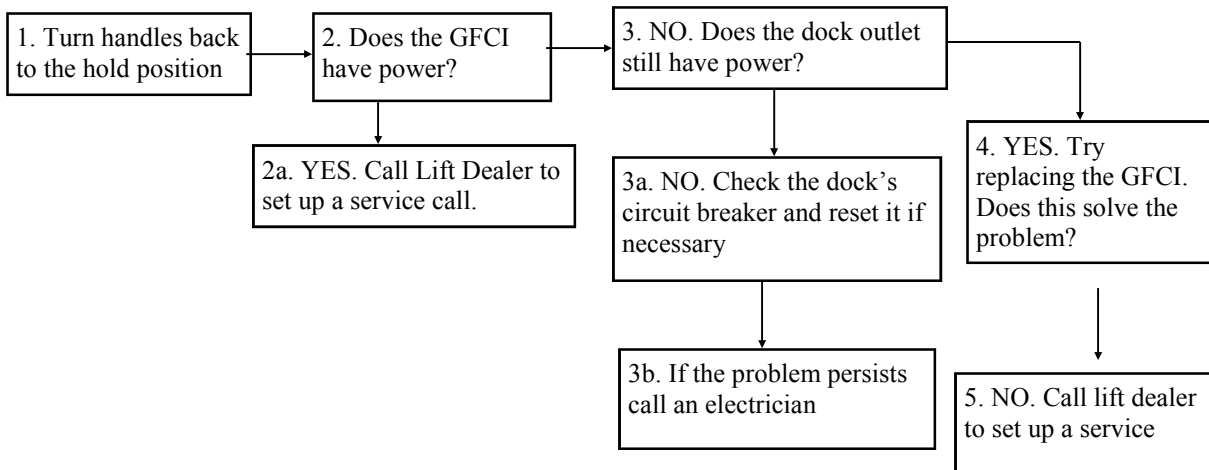 1. Turn handles back
to the hold position
2. Does the GFCI
have power?
3. NO. Does the dock outlet
still have power?
2a. YES. Call Lift Dealer to
set up a service call.
3a. NO. Check the dock’s
circuit breaker and reset it if
necessary
4. YES. Try
replacing the GFCI.
Does this solve the
problem?
3b. If the problem persists
call an electrician
5. NO. Call lift dealer
to set up a service